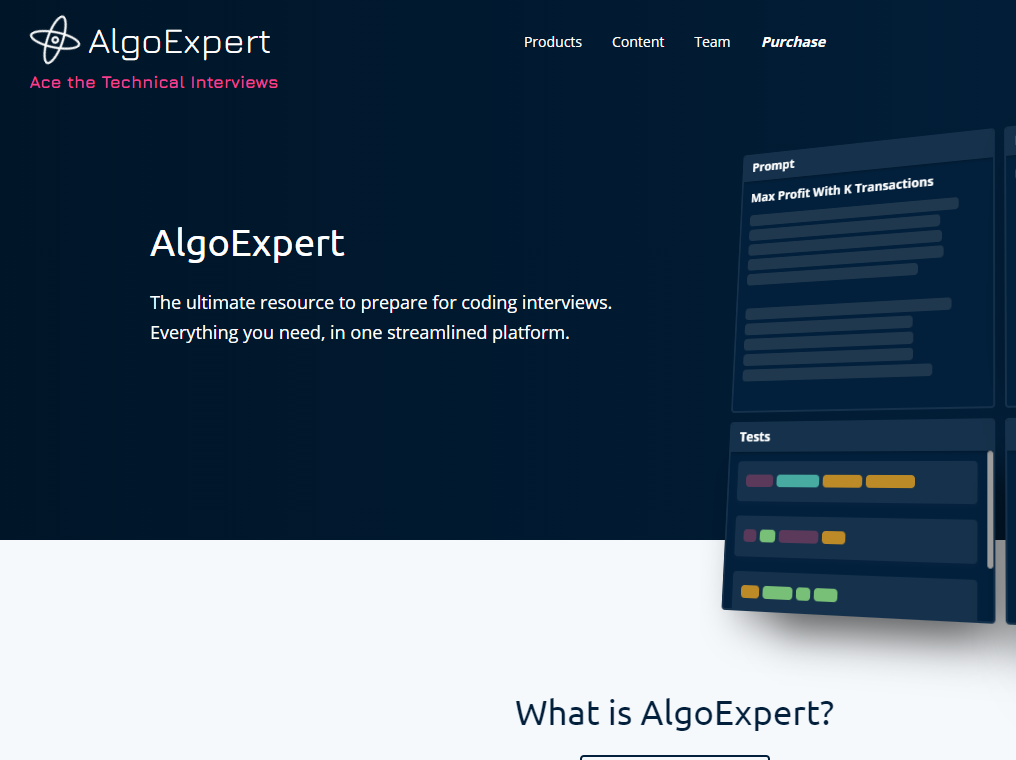 AlgoExpert
Ace the Technical Interviews
Products Content Team Purchase
AlgoExpert
The ultimate resource to prepare for coding interviews.
Everything you need, in one streamlined platform.
Prompt
Max Profit With K Transactions
Tests
What is AlgoExpert?